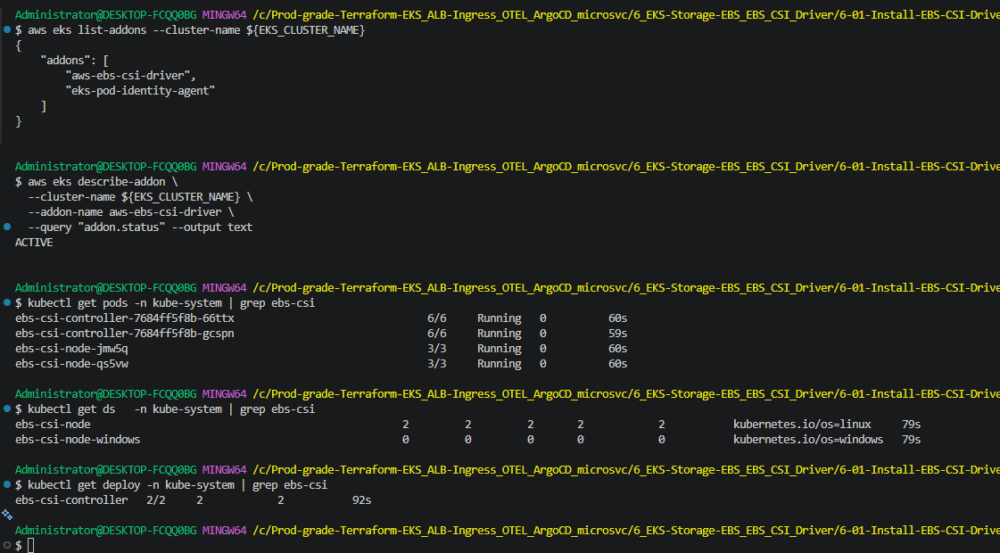 Administrator@DESKTOP-FCQQ0BG MINGW64 /c/Prod-grade-Terraform-EKS_ALB-Ingress_OTEL_ArgoCD_microsvc/6_EKS-Storage-EBS_EBS_CSI_Driver/6-01-Install-EBS-CSI-Drive
$ aws eks list-addons --cluster-name ${EKS_CLUSTER_NAME}
{
    "addons": [
        "aws-ebs-csi-driver",
        "eks-pod-identity-agent"
    ]
}
Administrator@DESKTOP-FCQQ0BG MINGW64 /c/Prod-grade-Terraform-EKS_ALB-Ingress_OTEL_ArgoCD_microsvc/6_EKS-Storage-EBS_EBS_CSI_Driver/6-01-Install-EBS-CSI-Drive
$ aws eks describe-addon \
  --cluster-name ${EKS_CLUSTER_NAME} \
  --addon-name aws-ebs-csi-driver \
  --query "addon.status" --output text
ACTIVE
Administrator@DESKTOP-FCQQ0BG MINGW64 /c/Prod-grade-Terraform-EKS_ALB-Ingress_OTEL_ArgoCD_microsvc/6_EKS-Storage-EBS_EBS_CSI_Driver/6-01-Install-EBS-CSI-Drive
$ kubectl get pods -n kube-system | grep ebs-csi
ebs-csi-controller-7684ff5f8b-66ttx                               6/6     Running   0          60s
ebs-csi-controller-7684ff5f8b-gcspn                               6/6     Running   0          59s
ebs-csi-node-jmw5q                                                3/3     Running   0          60s
ebs-csi-node-qs5vw                                                3/3     Running   0          60s
Administrator@DESKTOP-FCQQ0BG MINGW64 /c/Prod-grade-Terraform-EKS_ALB-Ingress_OTEL_ArgoCD_microsvc/6_EKS-Storage-EBS_EBS_CSI_Driver/6-01-Install-EBS-CSI-Drive
$ kubectl get ds   -n kube-system | grep ebs-csi
ebs-csi-node                                                  2         2         2       2            2           kubernetes.io/os=linux     79s
ebs-csi-node-windows                                          0         0         0       0            0           kubernetes.io/os=windows   79s
Administrator@DESKTOP-FCQQ0BG MINGW64 /c/Prod-grade-Terraform-EKS_ALB-Ingress_OTEL_ArgoCD_microsvc/6_EKS-Storage-EBS_EBS_CSI_Driver/6-01-Install-EBS-CSI-Drive
$ kubectl get deploy -n kube-system | grep ebs-csi
ebs-csi-controller   2/2     2            2           92s
Administrator@DESKTOP-FCQQ0BG MINGW64 /c/Prod-grade-Terraform-EKS_ALB-Ingress_OTEL_ArgoCD_microsvc/6_EKS-Storage-EBS_EBS_CSI_Driver/6-01-Install-EBS-CSI-Drive
$